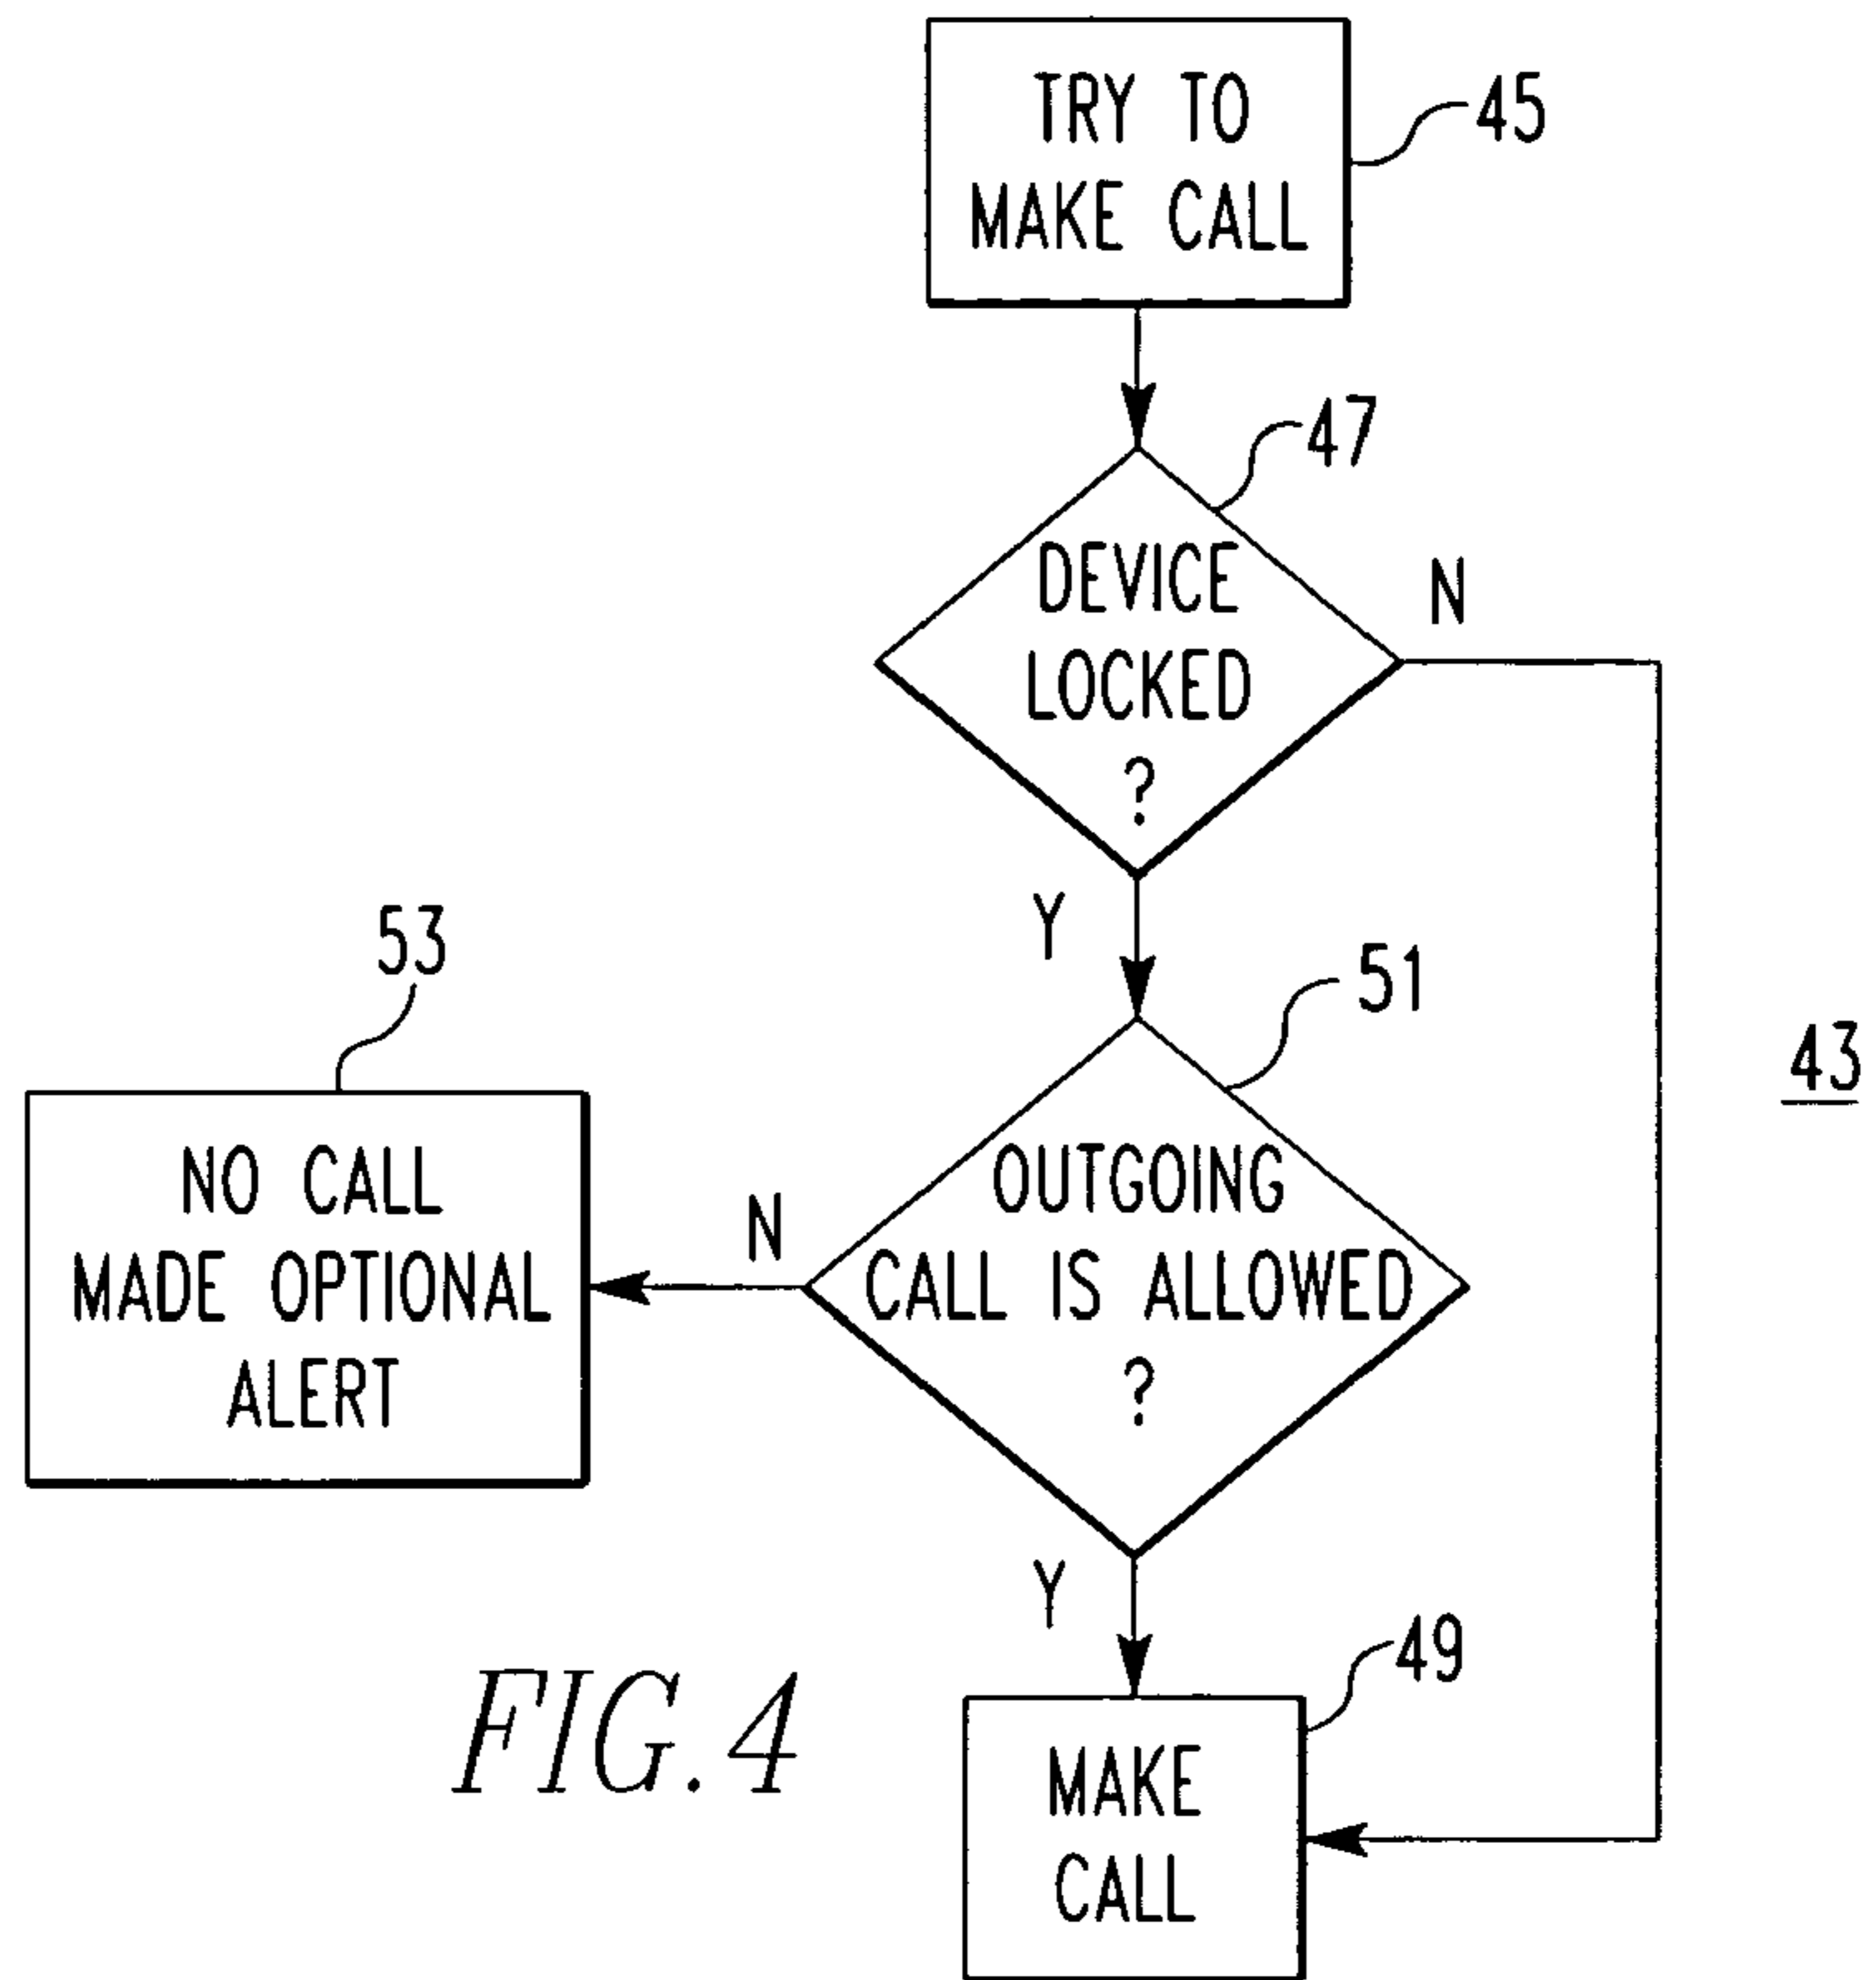 TRY TO
MAKE CALL
45
47
DEVICE
LOCKED
?
N
Y
53
51
43
NO CALL
MADE OPTIONAL
ALERT
N
OUTGOING
CALL IS ALLOWED
?
Y
49
FIG. 4
MAKE
CALL